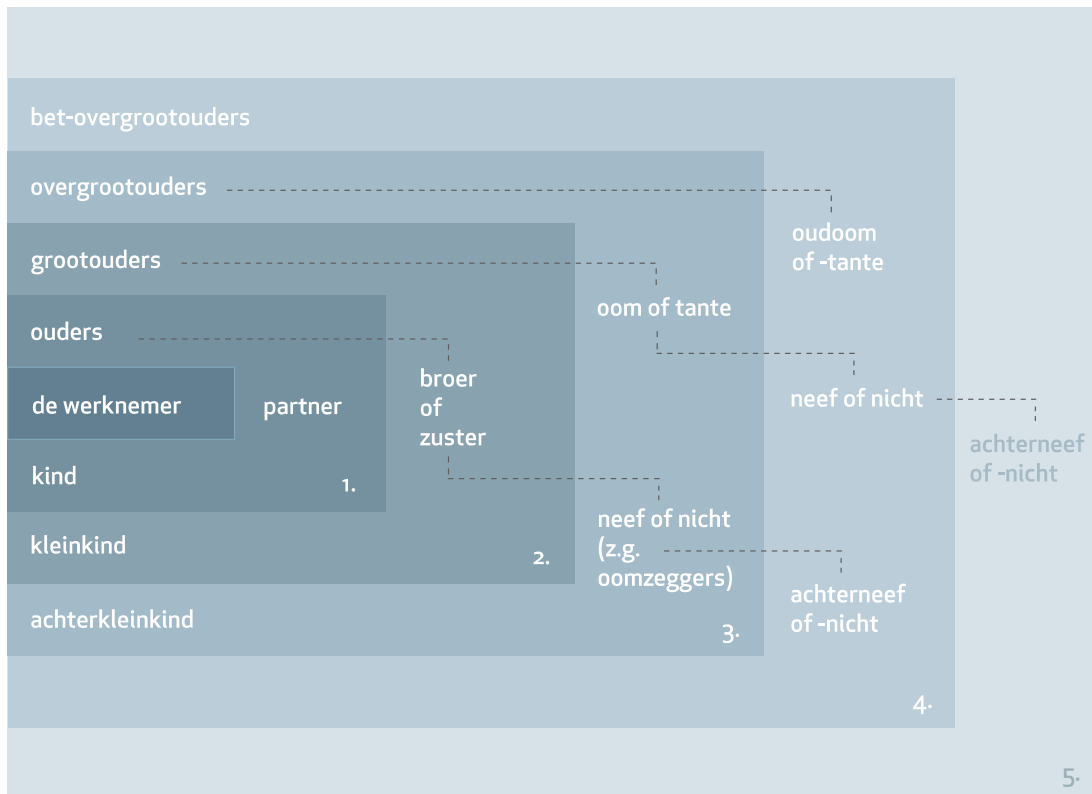 bet-overgrootouders
overgrootouders
oudoom
of -tante
grootouders
oom of tante
ouders
broer
of
zuster
neef of nicht
de werknemer
partner
achterneef
of -nicht
kind
1.
neef of nicht
(z.g.
oomzeggers)
kleinkind
2.
achterneef
of -nicht
achterkleinkind
3.
4.
5.